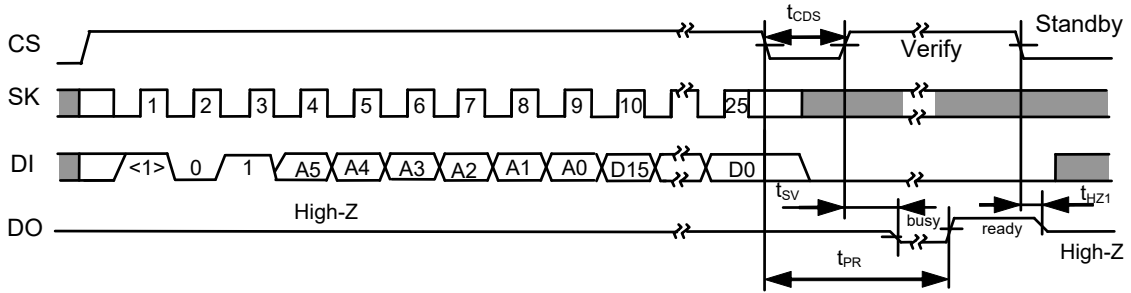 tCDS
Standby
CS
Verify
SK
1 2 3 4 5 6 7 8 9 10 25
DI
<1> 0 1 A5 A4 A3 A2 A1 A0 D15 D0
tSV
tHZ1
High-Z
busy
ready
DO
High-Z
tPR